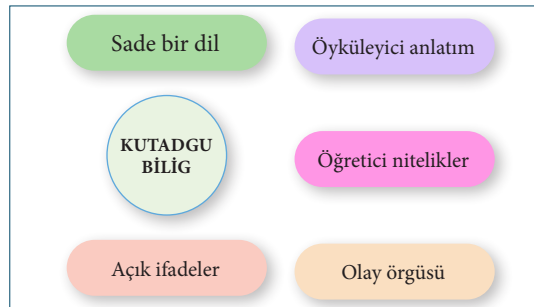 Sade bir dil
Öyküleyici anlatım
KUTADGU
BİLİG
Öğretici nitelikler
Açık ifadeler
Olay örgüsü